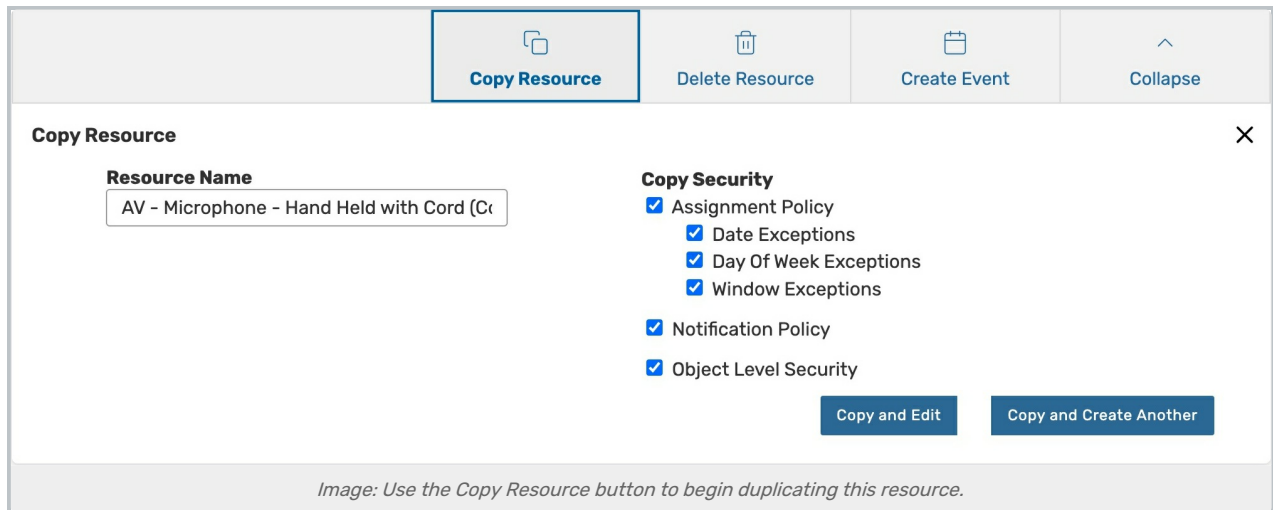 Copy Resource
Delete Resource
Create Event
Collapse
Copy Resource
Resource Name
AV - Microphone - Hand Held with Cord (Co
Copy Security
Assignment Policy
Date Exceptions
Day Of Week Exceptions
Window Exceptions
Notification Policy
Object Level Security
Copy and Edit
Copy and Create Another
Image: Use the Copy Resource button to begin duplicating this resource.